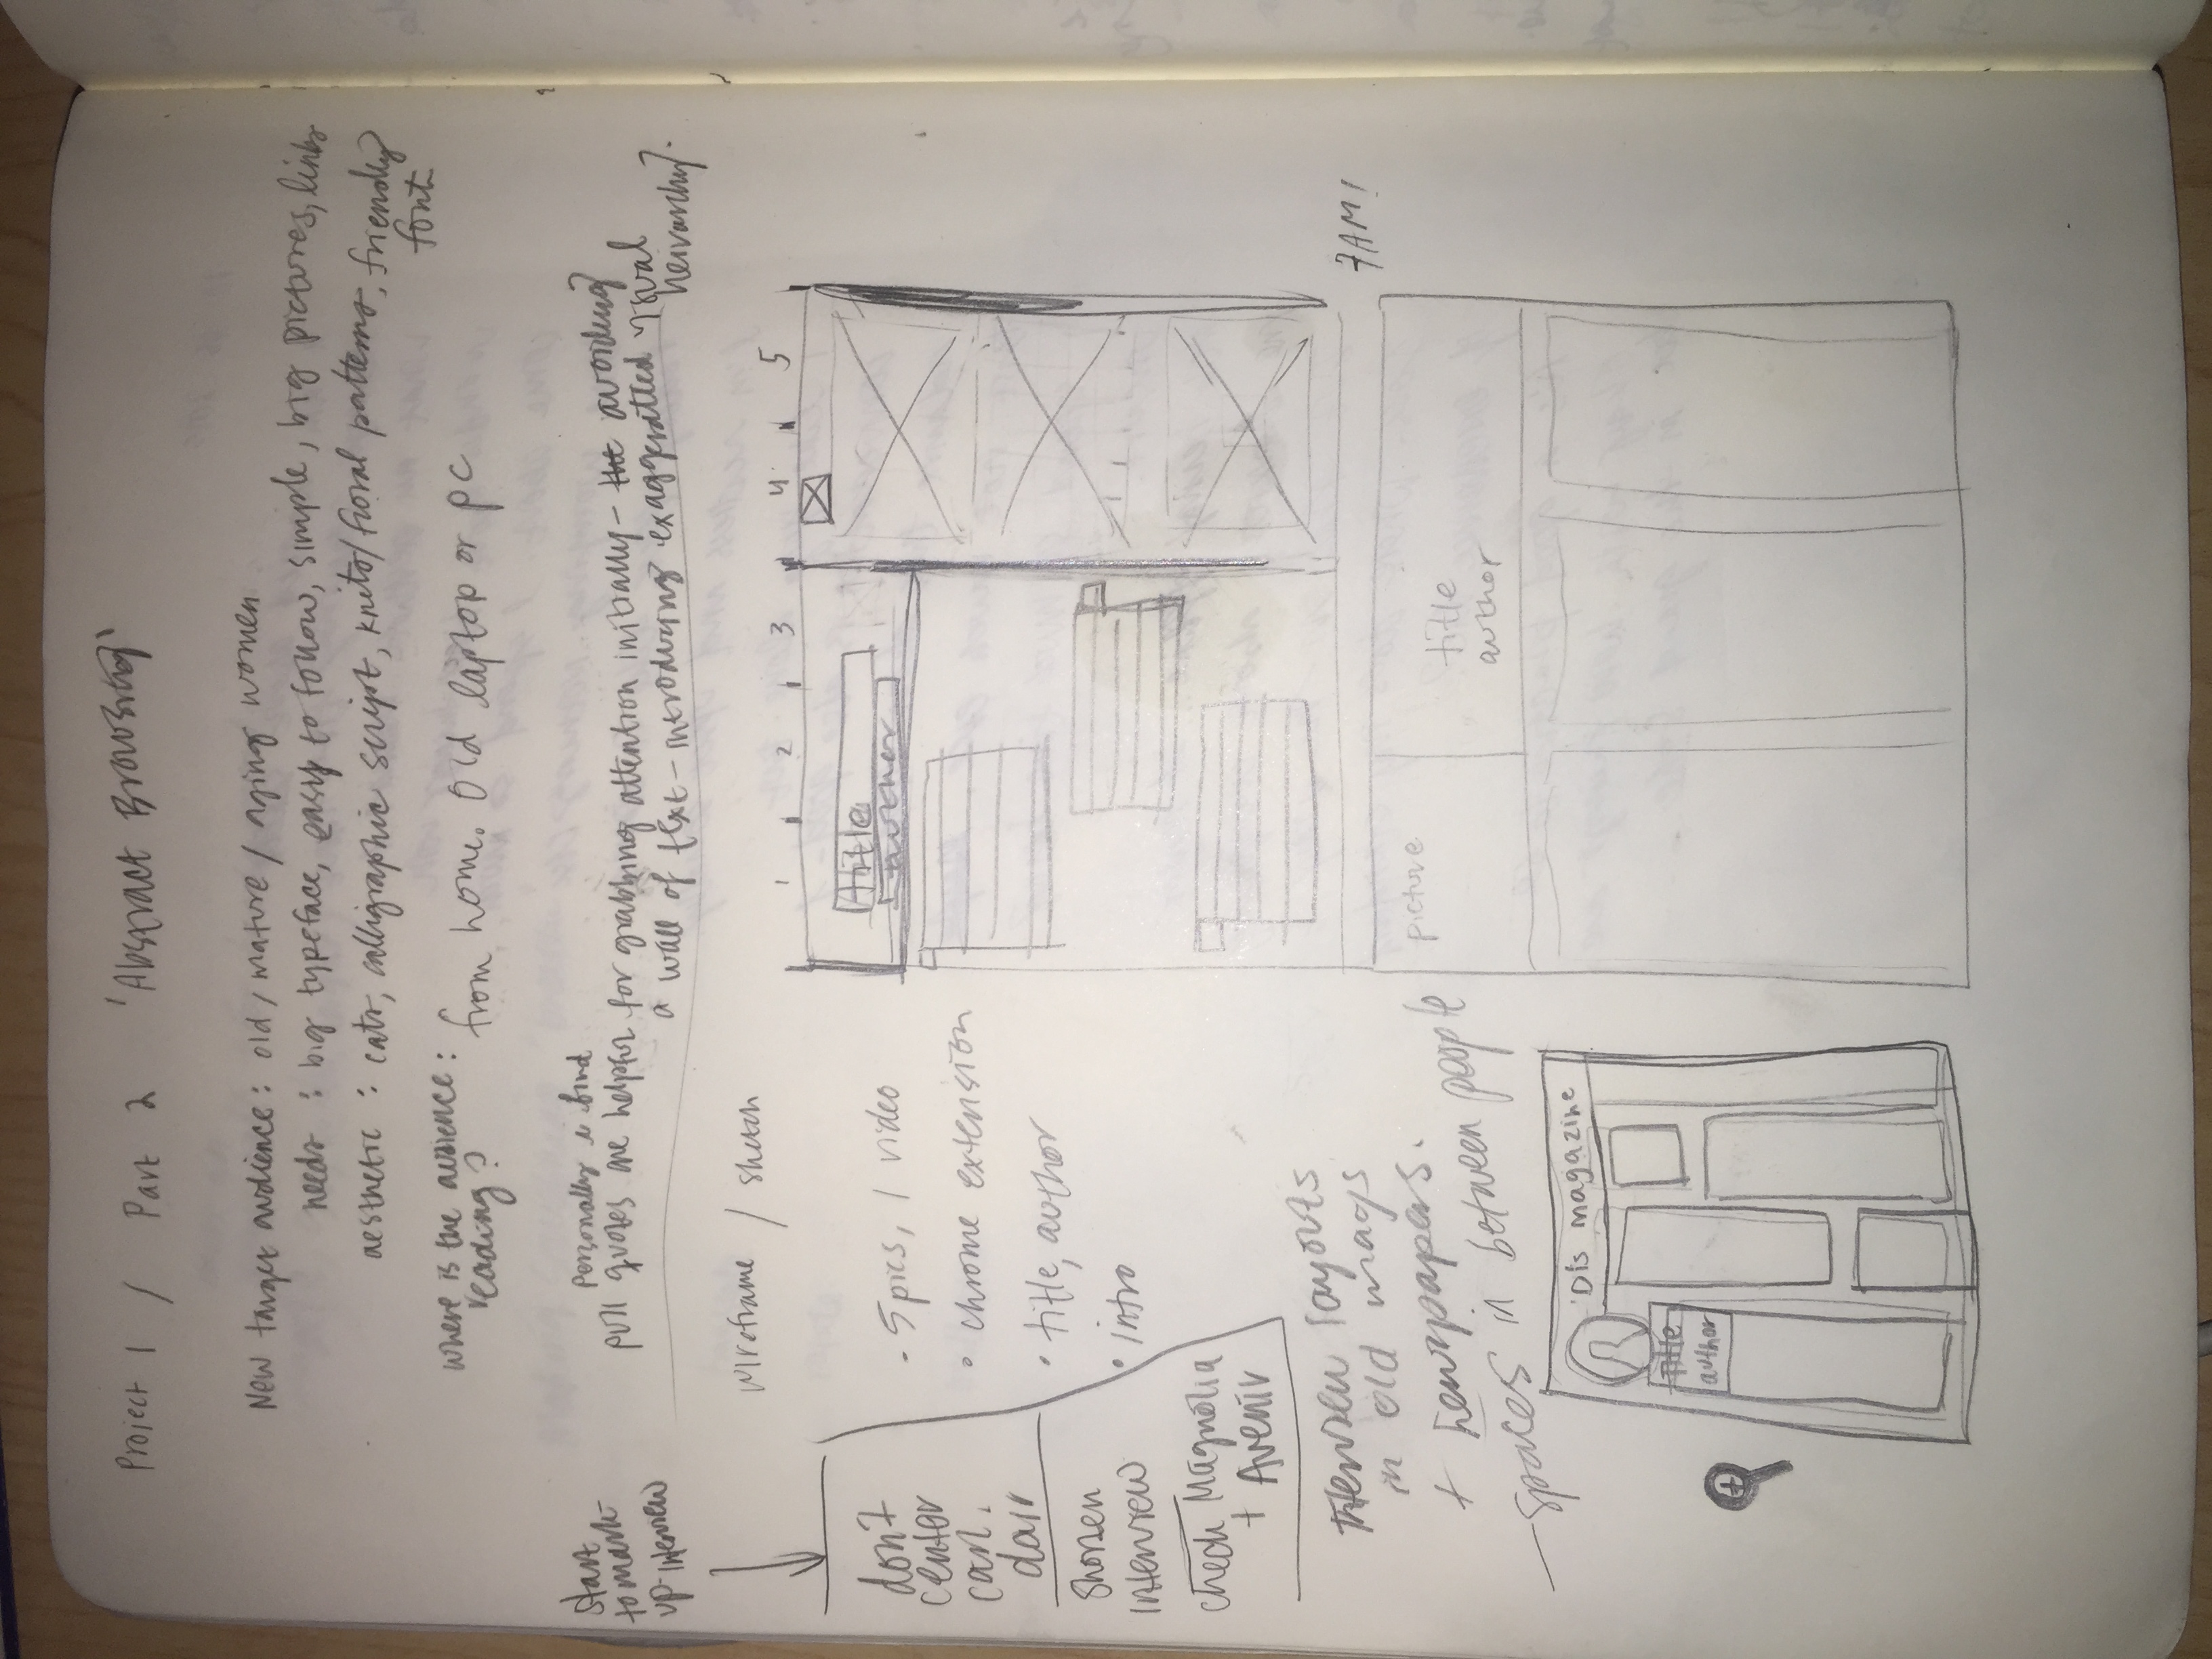 Project 1 / Part 2 'Abstract Browsing'
New target audience : old / mature / aging women
needs : big typeface, easy to follow, simple, big pictures, links
aesthetic : cats, calligraphic script, knits/floral patterns, friendly
font
where is the audience :
reading?
from home. Old laptop or pc
start
to mark-
up interview
Personally i find
pull quotes are helpful for grabbing attention initially – the avoiding
a wall of text – introducing exaggeratted visual
heirarchy.
wireframe / sketch
don't
center
shorten
interview
check Magnolia
+ Avenir
· 5 pics, 1 video
· chrome extension
· title, author
· intro
1 2 3 4 5
title
author
Interview layouts
in old mags
+ newspapers.
– spaces in between people
7AM!
picture
title
author
Dis magazine
title
author